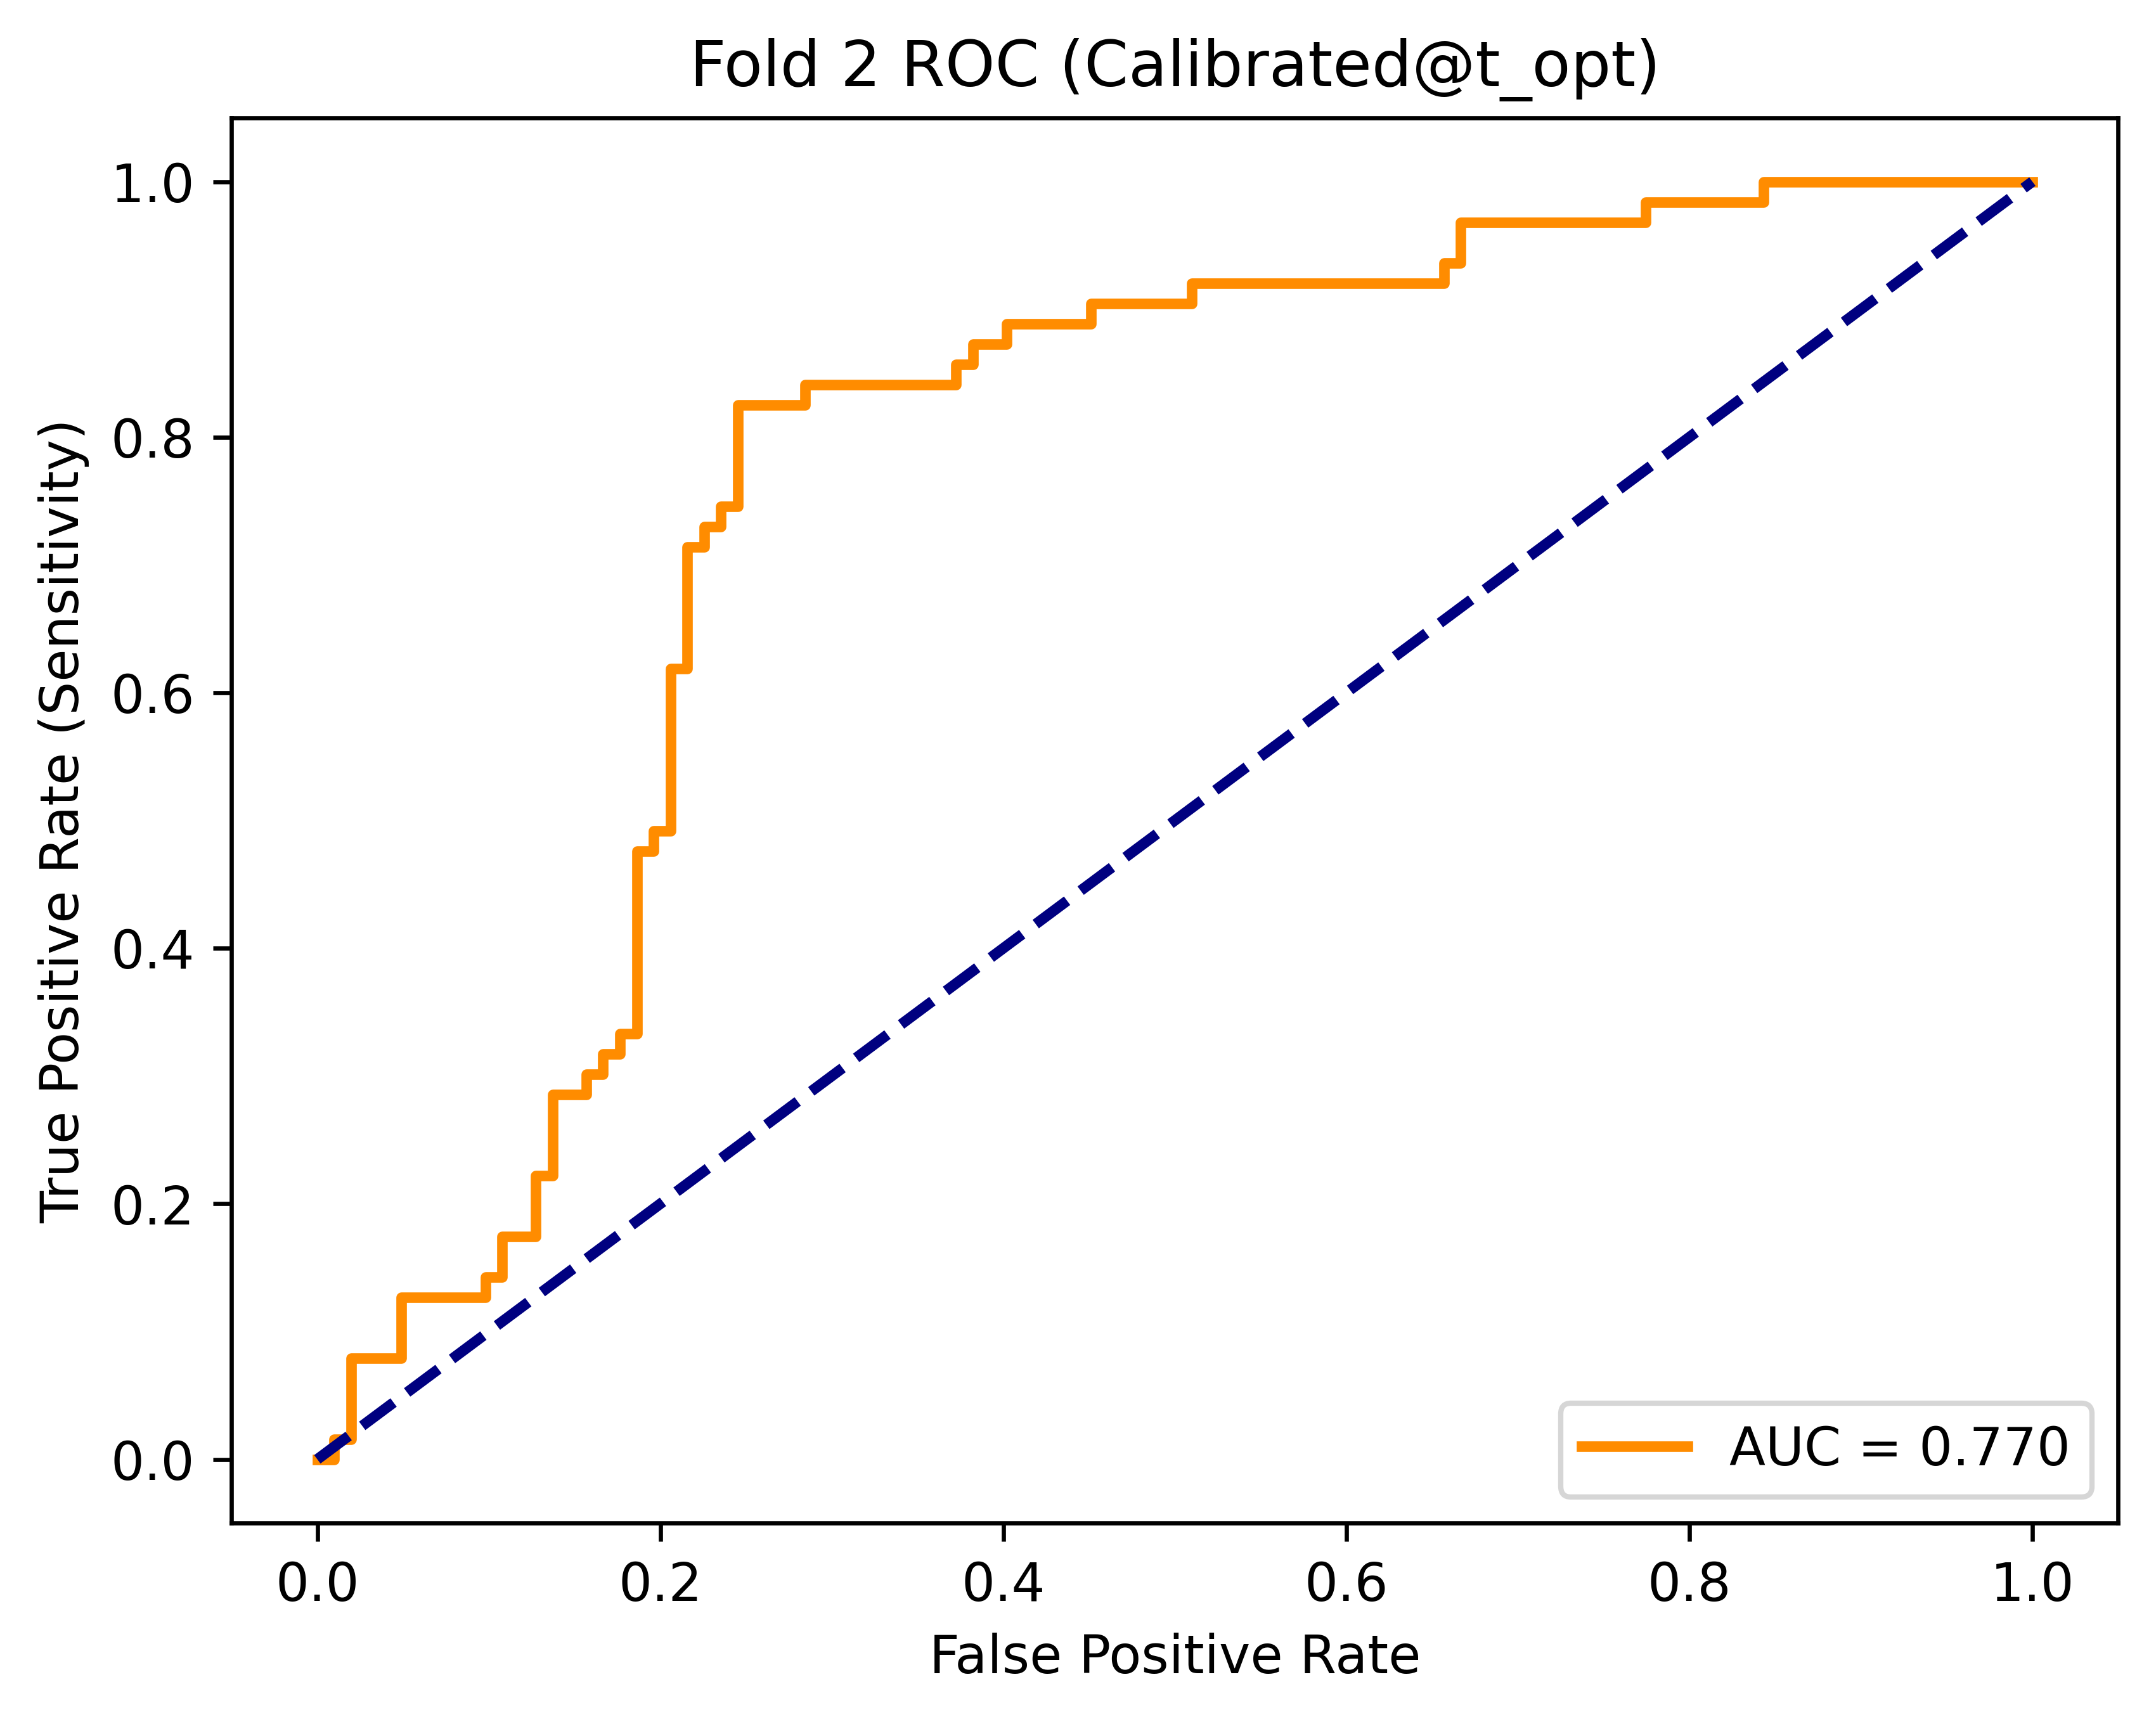 Fold 2 ROC (Calibrated@t_opt)
True Positive Rate (Sensitivity)
1.0
0.8
0.6
0.4
0.2
0.0
AUC = 0.770
0.0 0.2 0.4 0.6 0.8 1.0
False Positive Rate